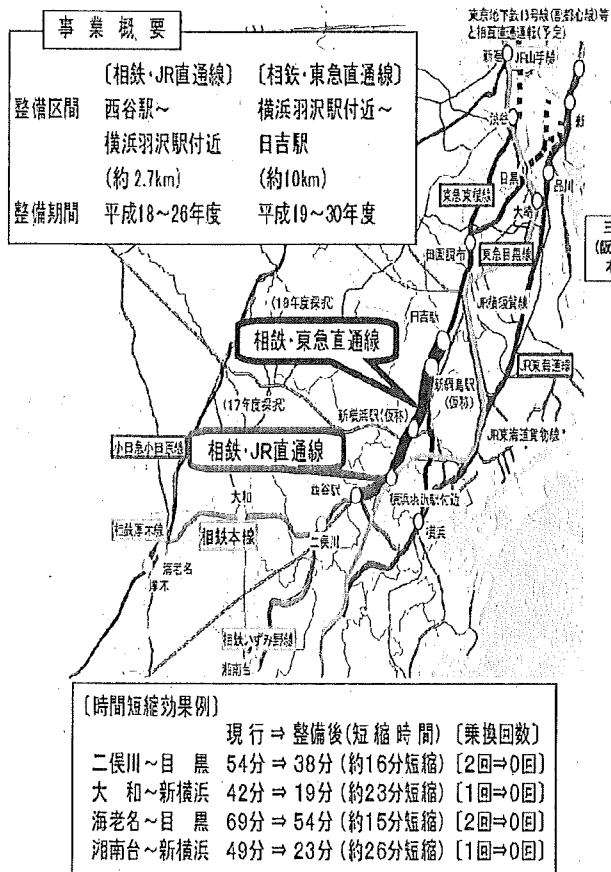 事業概要
〔相鉄・JR直通線〕 〔相鉄・東急直通線〕
整備区間 西谷駅～ 横浜羽沢駅付近～
横浜羽沢駅付近 日吉駅
(約2.7km) (約10km)
整備期間 平成18～26年度 平成19～30年度
東京地下鉄13号線(副都心線)等
と相互直通運転(予定)
新宿
JR山手線
渋谷
目黒
品川
東急東横線
大崎
田園調布
東急目黒線
JR横須賀線
(18年度採択)
日吉駅
相鉄・東急直通線
新綱島駅
(仮称)
JR東海道線
(17年度採択)
新横浜駅(仮称)
小田急小田原線
相鉄・JR直通線
JR東海道貨物線
西谷駅
横浜羽沢駅付近
大和
相鉄厚木線
相鉄本線
横浜
二俣川
海老名
厚木
相鉄いずみ野線
湘南台
〔時間短縮効果例〕
現行⇒整備後(短縮時間) 〔乗換回数〕
二俣川～目黒 54分⇒38分(約16分短縮) 〔2回⇒0回〕
大和～新横浜 42分⇒19分(約23分短縮) 〔1回⇒0回〕
海老名～目黒 69分⇒54分(約15分短縮) 〔2回⇒0回〕
湘南台～新横浜 49分⇒23分(約26分短縮) 〔1回⇒0回〕